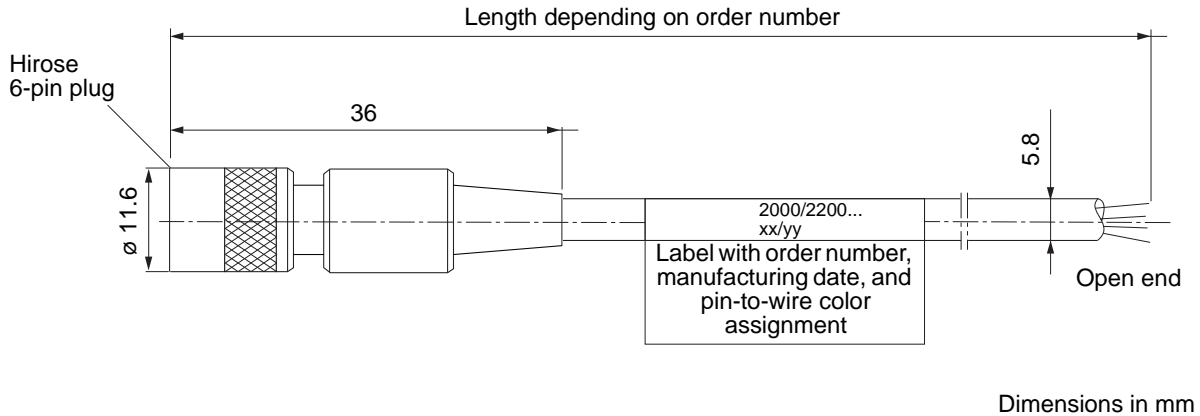 Length depending on order number
Hirose
6-pin plug
36
5.8
ø 11.6
2000/2200...
xx/yy
Label with order number,
manufacturing date, and
pin-to-wire color
assignment
Open end
Dimensions in mm